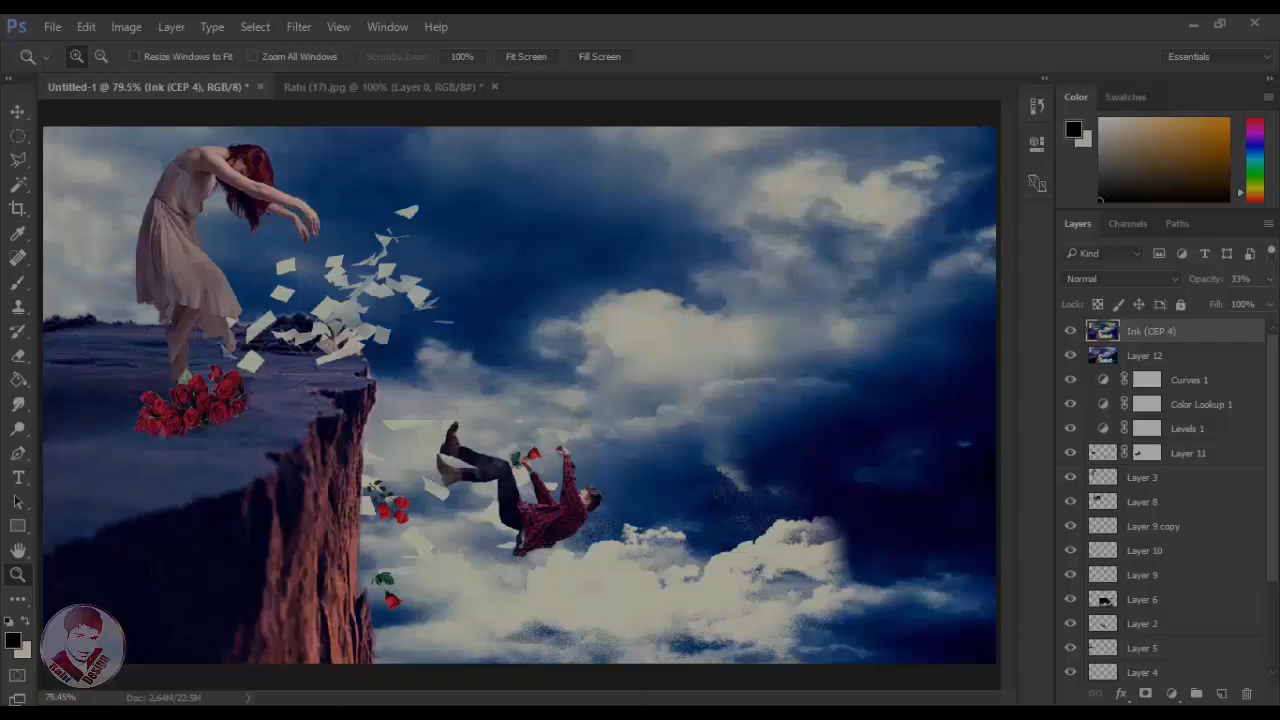 Ps File Edit Image Layer Type Select Filter View Window Help
Resize Windows to Fit Zoom All Windows Scrubby Zoom 100% Fit Screen Fill Screen Essentials
Untitled-1 @ 79.5% (Ink (CEP 4), RGB/8) * Rahi (17).jpg @ 100% (Layer 0, RGB/8#) *
Color Swatches
Layers Channels Paths
Kind
Normal Opacity: 33%
Lock: Fill: 100%
Ink (CEP 4)
Layer 12
Curves 1
Color Lookup 1
Levels 1
Layer 11
Layer 3
Layer 8
Layer 9 copy
Layer 10
Layer 9
Layer 6
Layer 2
Layer 5
Layer 4
Design
79.45% Doc: 2.64M/22.5M